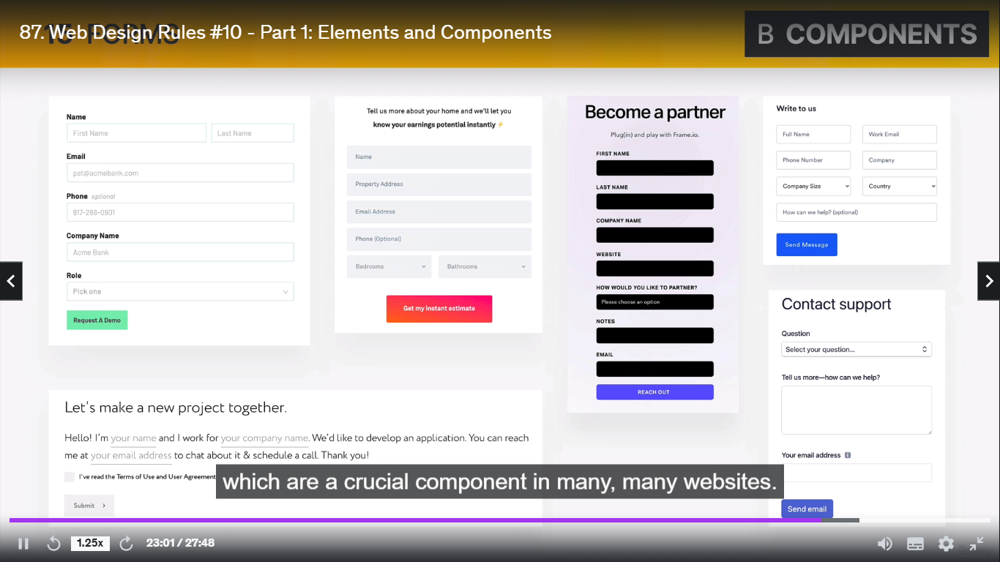 87. Web Design Rules #10 - Part 1: Elements and Components
15 FORMS
B COMPONENTS
Name
First Name
Last Name
Email
pat@acmebank.com
Phone optional
917-288-0901
Company Name
Acme Bank
Role
Pick one
Request A Demo
Tell us more about your home and we'll let you
know your earnings potential instantly ⚡
Name
Property Address
Email Address
Phone (Optional)
Bedrooms
Bathrooms
Get my instant estimate
Become a partner
Plug(in) and play with Frame.io.
FIRST NAME
LAST NAME
COMPANY NAME
WEBSITE
HOW WOULD YOU LIKE TO PARTNER?
Please choose an option
NOTES
EMAIL
REACH OUT
Write to us
Full Name
Work Email
Phone Number
Company
Company Size
Country
How can we help? (optional)
Send Message
Contact support
Question
Select your question...
Tell us more—how can we help?
Your email address
Send email
Let's make a new project together.
Hello! I'm your name and I work for your company name. We'd like to develop an application. You can reach
me at your email address to chat about it & schedule a call. Thank you!
I've read the Terms of Use and User Agreement
Submit
which are a crucial component in many, many websites.
1.25x
23:01 / 27:48